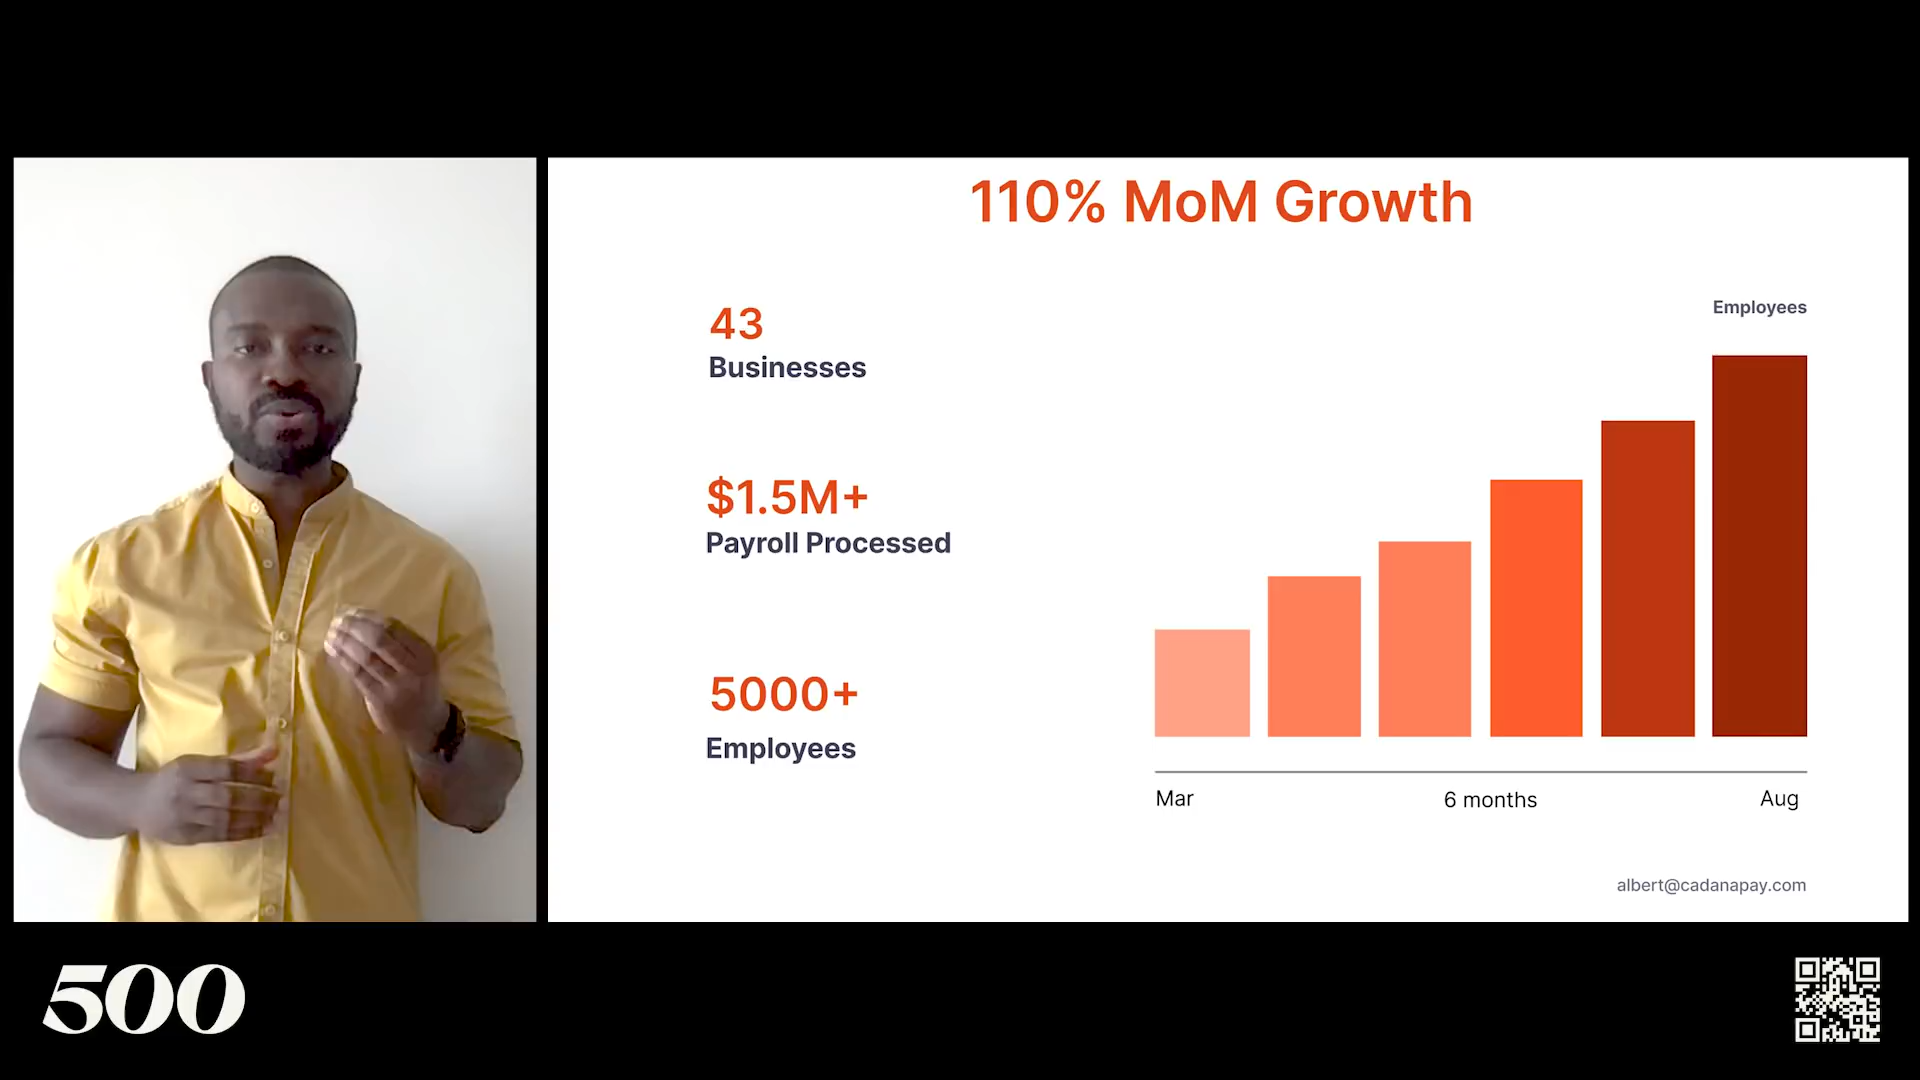 110% MoM Growth
43
Businesses
$1.5M+
Payroll Processed
5000+
Employees
Employees
Mar
6 months
Aug
albert@cadanapay.com
500